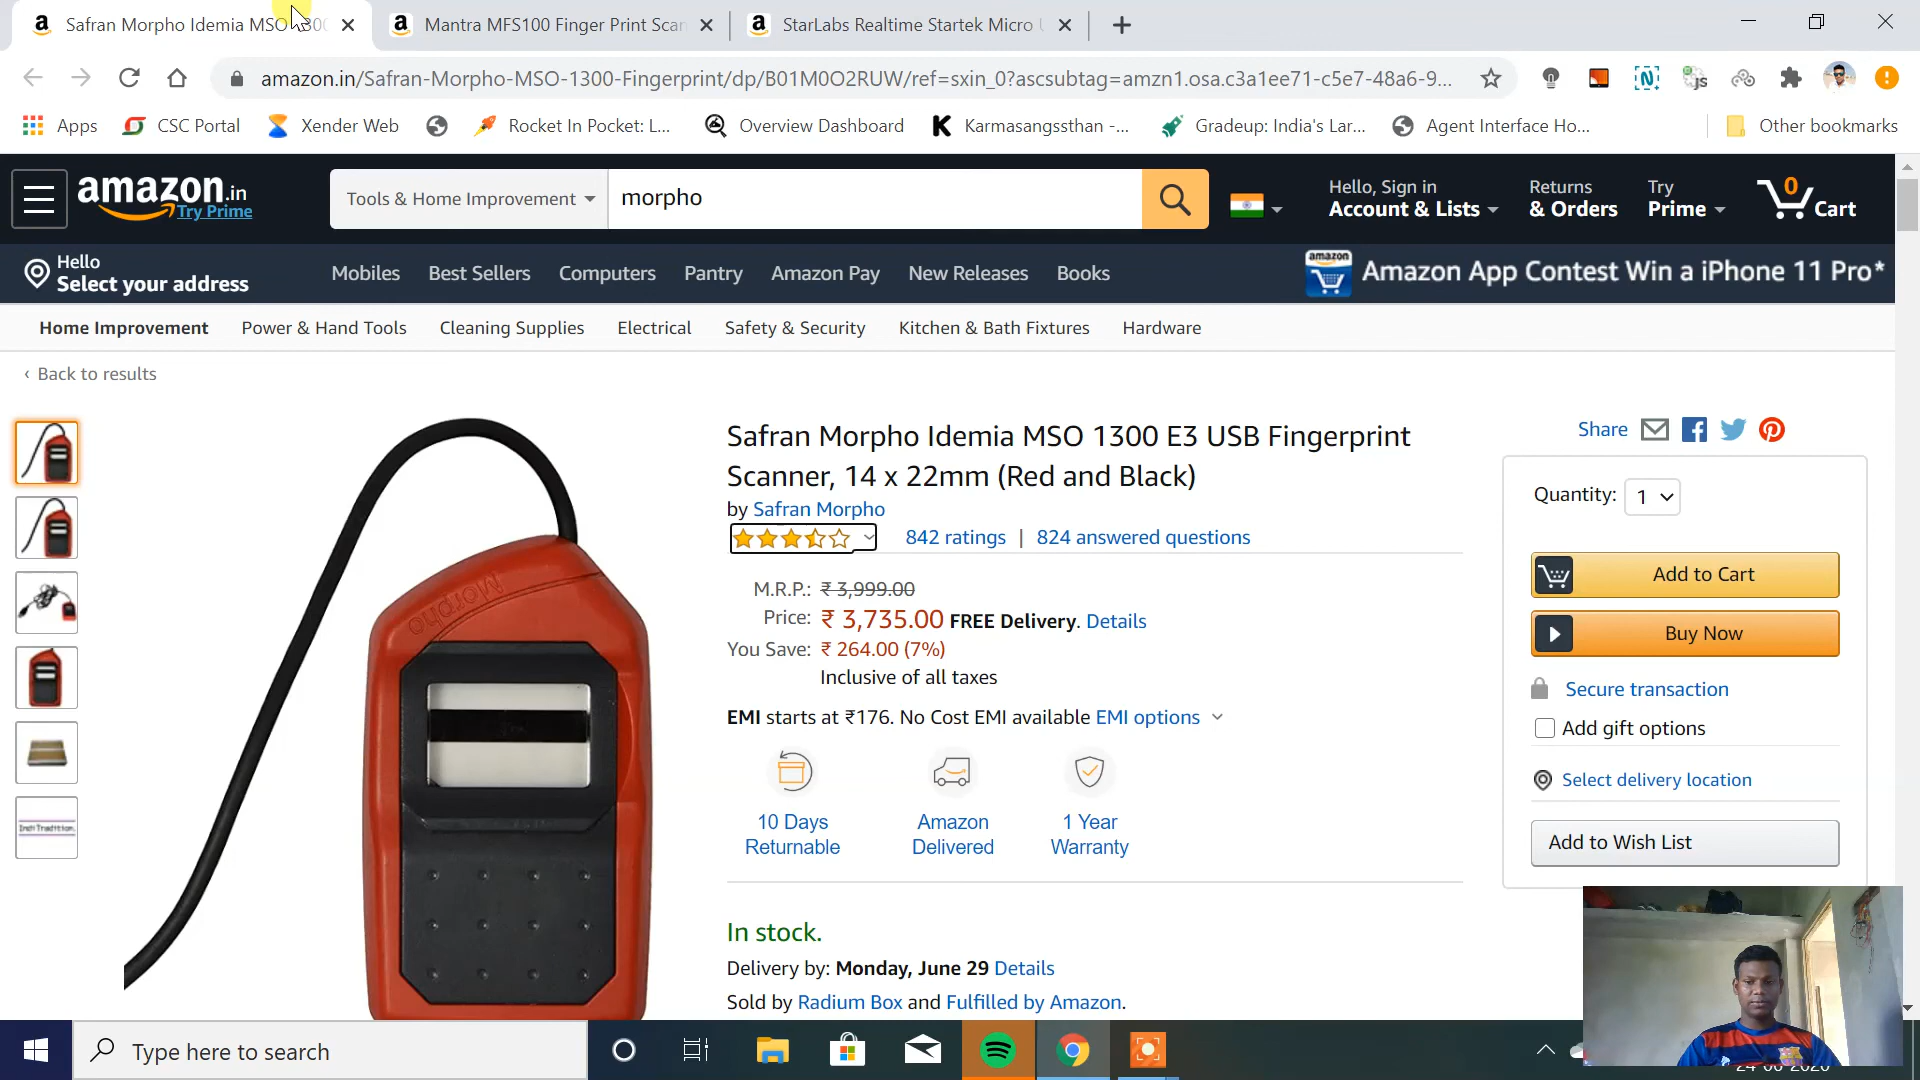 Safran Morpho Idemia MSO 1300
Mantra MFS100 Finger Print Scan
StarLabs Realtime Startek Micro U
amazon.in/Safran-Morpho-MSO-1300-Fingerprint/dp/B01M0O2RUW/ref=sxin_0?ascsubtag=amzn1.osa.c3a1ee71-c5e7-48a6-9...
Apps
CSC Portal
Xender Web
Rocket In Pocket: L...
Overview Dashboard
Karmasangssthan -...
Gradeup: India's Lar...
Agent Interface Ho...
Other bookmarks
amazon.in
Try Prime
Tools & Home Improvement
morpho
Hello, Sign in
Account & Lists
Returns
& Orders
Try
Prime
0
Cart
Hello
Select your address
Mobiles
Best Sellers
Computers
Pantry
Amazon Pay
New Releases
Books
amazon
Amazon App Contest Win a iPhone 11 Pro*
Home Improvement
Power & Hand Tools
Cleaning Supplies
Electrical
Safety & Security
Kitchen & Bath Fixtures
Hardware
‹ Back to results
Morpho
IndiTradition.
Safran Morpho Idemia MSO 1300 E3 USB Fingerprint
Scanner, 14 x 22mm (Red and Black)
by Safran Morpho
842 ratings | 824 answered questions
M.R.P.: ₹ 3,999.00
Price: ₹ 3,735.00 FREE Delivery. Details
You Save: ₹ 264.00 (7%)
Inclusive of all taxes
EMI starts at ₹176. No Cost EMI available EMI options
10 Days
Returnable
Amazon
Delivered
1 Year
Warranty
In stock.
Delivery by: Monday, June 29 Details
Sold by Radium Box and Fulfilled by Amazon.
Share
Quantity: 1
Add to Cart
Buy Now
Secure transaction
Add gift options
Select delivery location
Add to Wish List
Type here to search
24-06-2020